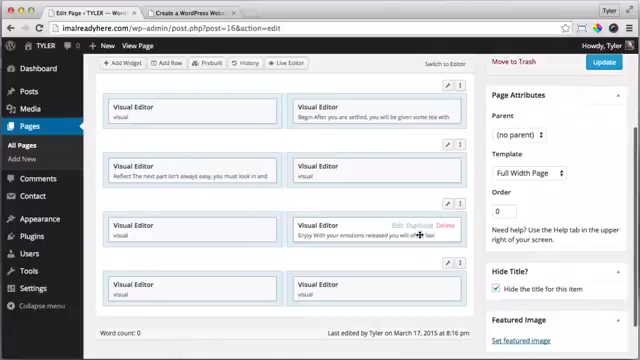 Edit Page ‹ TYLER — Word
Create a WordPress Websi
Tyler
imalreadyhere.com/wp-admin/post.php?post=16&action=edit
TYLER
0
+ New
View Page
Howdy, Tyler
Dashboard
Posts
Media
Pages
All Pages
Add New
Comments
Contact
Appearance
Plugins
Users
Tools
Settings
Collapse menu
Add Widget
Add Row
Prebuilt
History
Live Editor
Switch to Editor
Visual Editor
visual
Visual Editor
Begin After you are settled, you will be given some tea with
Visual Editor
Reflect The next part isn't always easy, you must look in and
Visual Editor
visual
Visual Editor
visual
Visual Editor
Edit Duplicate Delete
Enjoy With your emotions released you will
Visual Editor
visual
Visual Editor
visual
Word count: 0
Last edited by Tyler on March 17, 2015 at 8:16 pm
Move to Trash
Update
Page Attributes
Parent
(no parent)
Template
Full Width Page
Order
0
Need help? Use the Help tab in the upper
right of your screen.
Hide Title?
Hide the title for this item
Featured Image
Set featured image